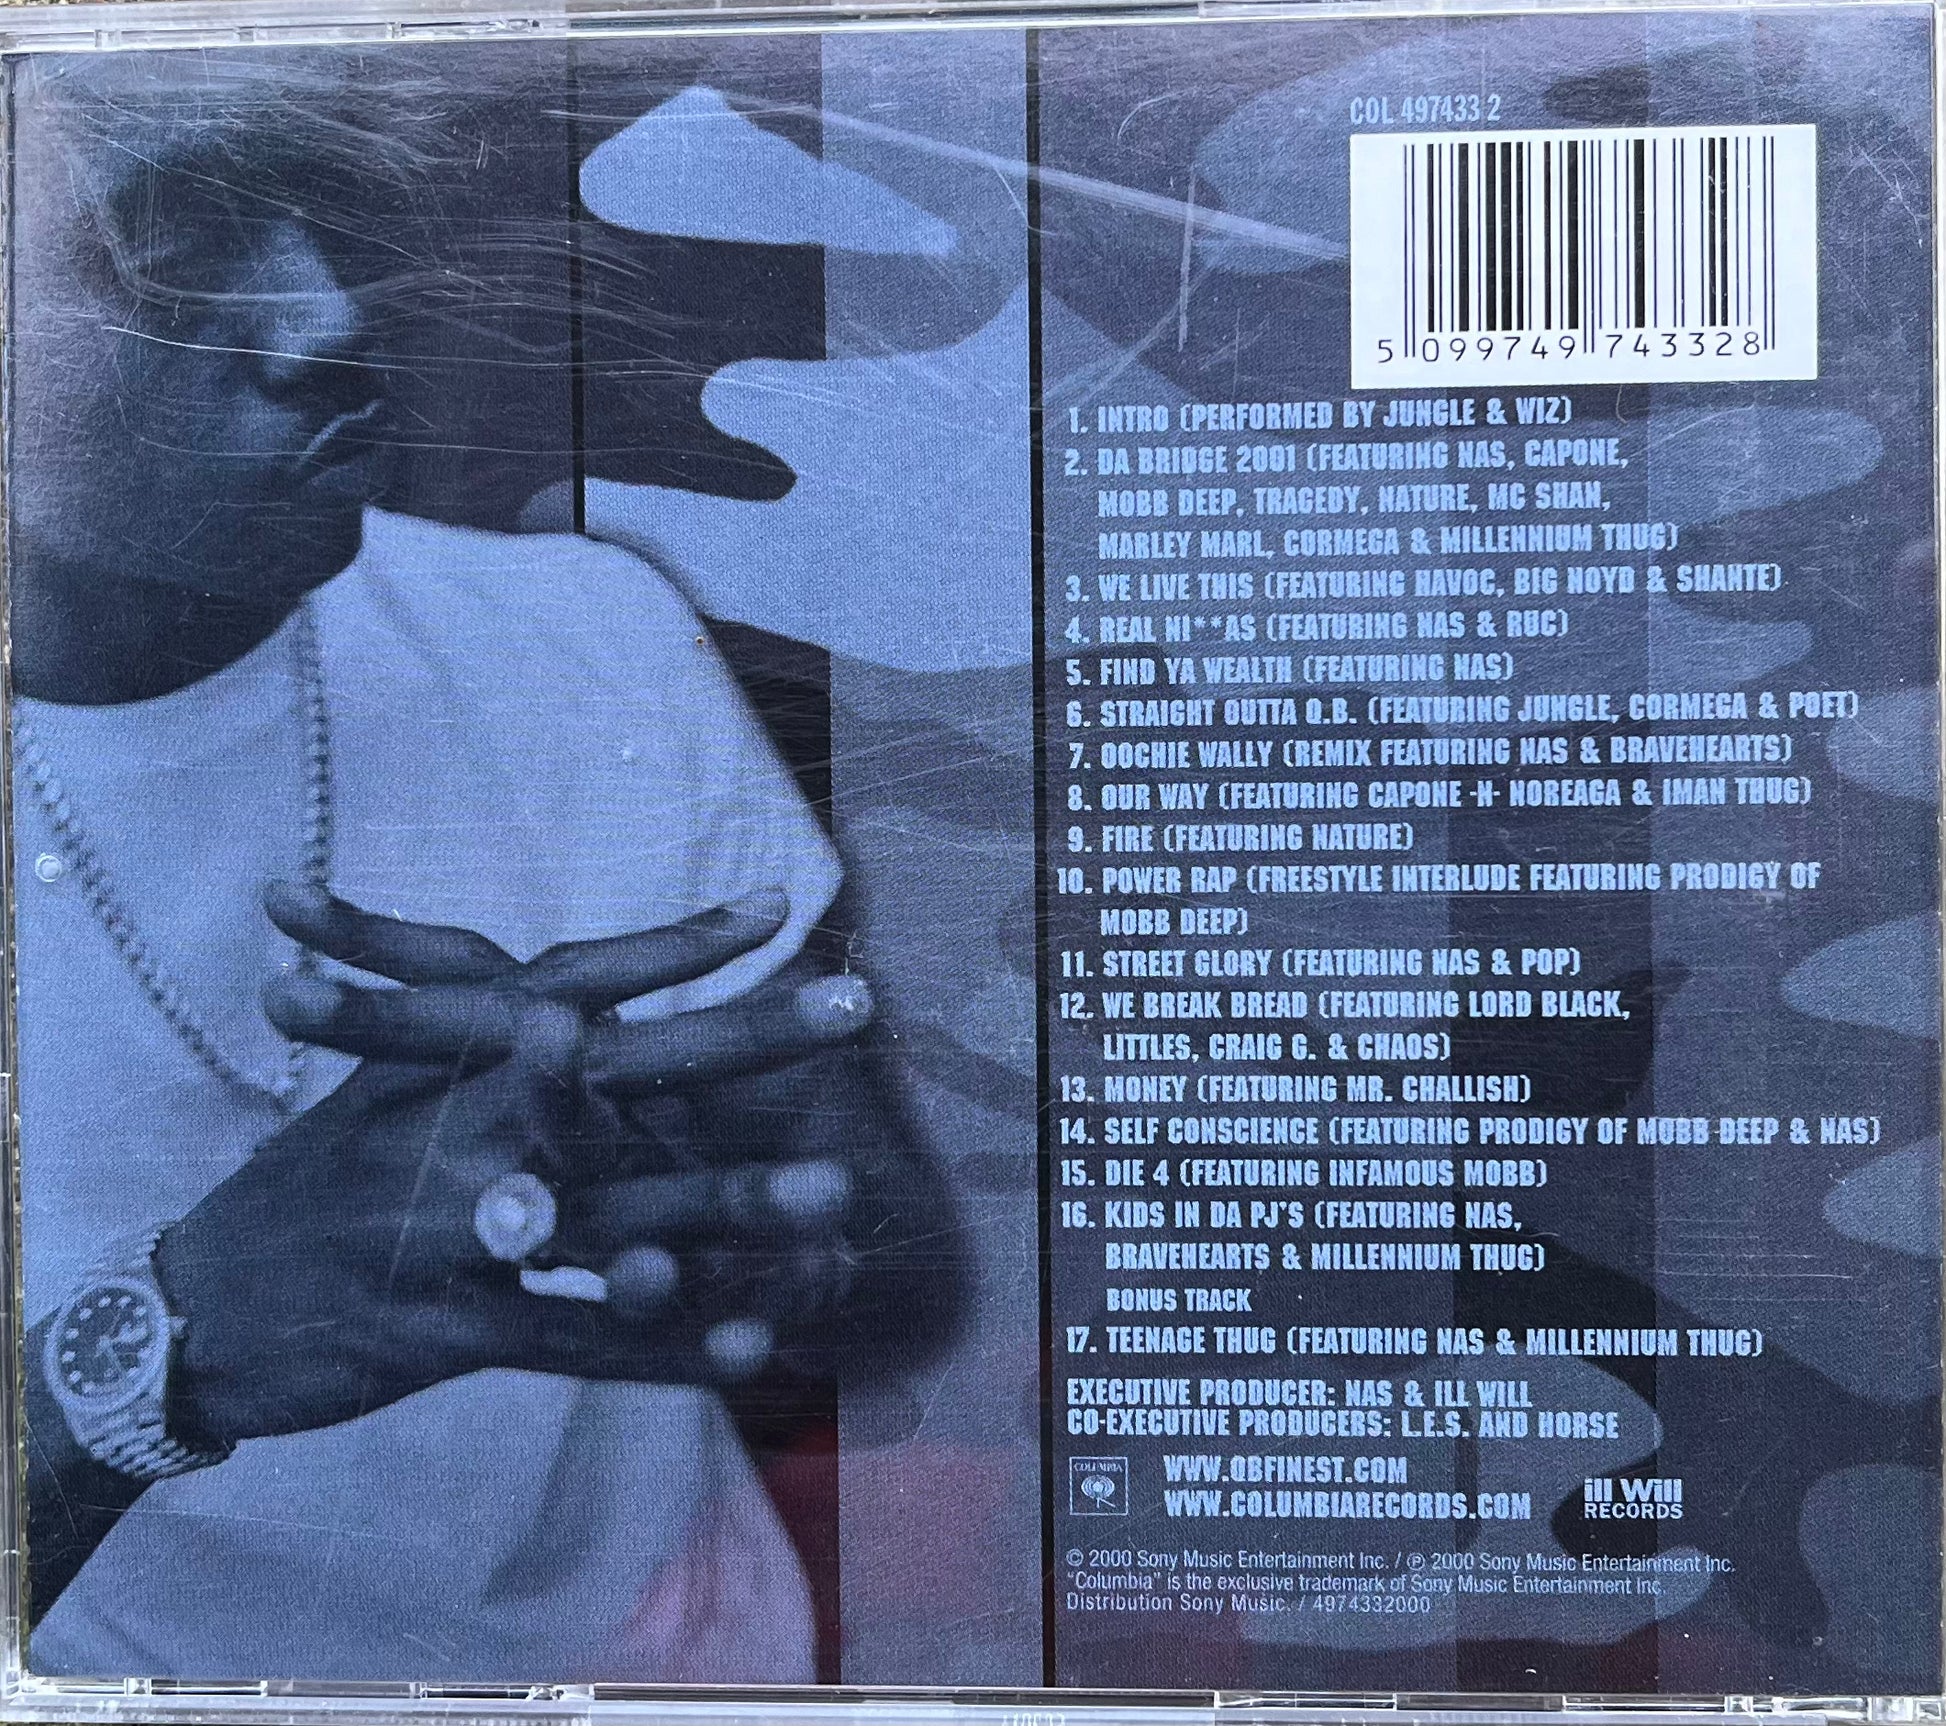 COL 497433 2
5 099749 743328
1. INTRO (PERFORMED BY JUNGLE & WIZ)
2. DA BRIDGE 2001 (FEATURING NAS, CAPONE,
MOBB DEEP, TRAGEDY, NATURE, MC SHAN,
MARLEY MARL, CORMEGA & MILLENNIUM THUG)
3. WE LIVE THIS (FEATURING HAVOC, BIG NOYD & SHANTE)
4. REAL NI**AS (FEATURING NAS & RUC)
5. FIND YA WEALTH (FEATURING NAS)
6. STRAIGHT OUTTA Q.B. (FEATURING JUNGLE, CORMEGA & POET)
7. OOCHIE WALLY (REMIX FEATURING NAS & BRAVEHEARTS)
8. OUR WAY (FEATURING CAPONE -N- NOREAGA & IMAN THUG)
9. FIRE (FEATURING NATURE)
10. POWER RAP (FREESTYLE INTERLUDE FEATURING PRODIGY OF
MOBB DEEP)
11. STREET GLORY (FEATURING NAS & POP)
12. WE BREAK BREAD (FEATURING LORD BLACK,
LITTLES, CRAIG G. & CHAOS)
13. MONEY (FEATURING MR. CHALLISH)
14. SELF CONSCIENCE (FEATURING PRODIGY OF MOBB DEEP & NAS)
15. DIE 4 (FEATURING INFAMOUS MOBB)
16. KIDS IN DA PJ'S (FEATURING NAS,
BRAVEHEARTS & MILLENNIUM THUG)
BONUS TRACK
17. TEENAGE THUG (FEATURING NAS & MILLENNIUM THUG)
EXECUTIVE PRODUCER: NAS & ILL WILL
CO-EXECUTIVE PRODUCERS: L.E.S. AND HORSE
COLUMBIA
WWW.QBFINEST.COM
WWW.COLUMBIARECORDS.COM
ill Will
RECORDS
© 2000 Sony Music Entertainment Inc. / ℗ 2000 Sony Music Entertainment Inc.
"Columbia" is the exclusive trademark of Sony Music Entertainment Inc.
Distribution Sony Music. / 4974332000